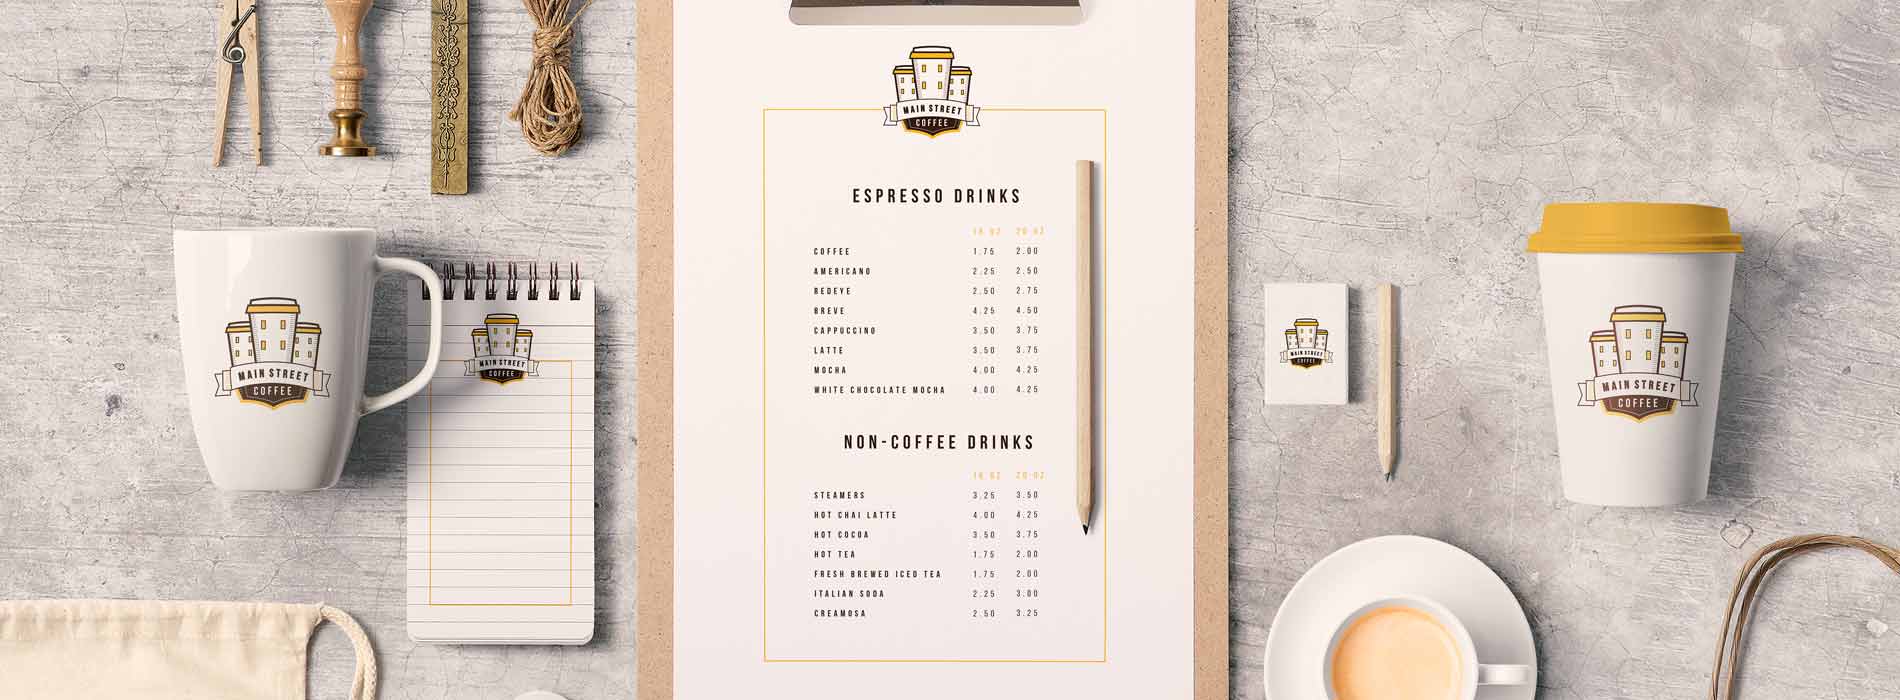 MAIN STREET
COFFEE
ESPRESSO DRINKS
16 OZ 20 OZ
COFFEE 1.75 2.00
AMERICANO 2.25 2.50
REDEYE 2.50 2.75
BREVE 4.25 4.50
CAPPUCCINO 3.50 3.75
LATTE 3.50 3.75
MOCHA 4.00 4.25
WHITE CHOCOLATE MOCHA 4.00 4.25
NON-COFFEE DRINKS
16 OZ 20 OZ
STEAMERS 3.25 3.50
HOT CHAI LATTE 4.00 4.25
HOT COCOA 3.50 3.75
HOT TEA 1.75 2.00
FRESH BREWED ICED TEA 1.75 2.00
ITALIAN SODA 2.25 3.00
CREAMOSA 2.50 3.25
MAIN STREET
COFFEE
MAIN STREET
COFFEE
MAIN STREET
COFFEE
MAIN STREET
COFFEE